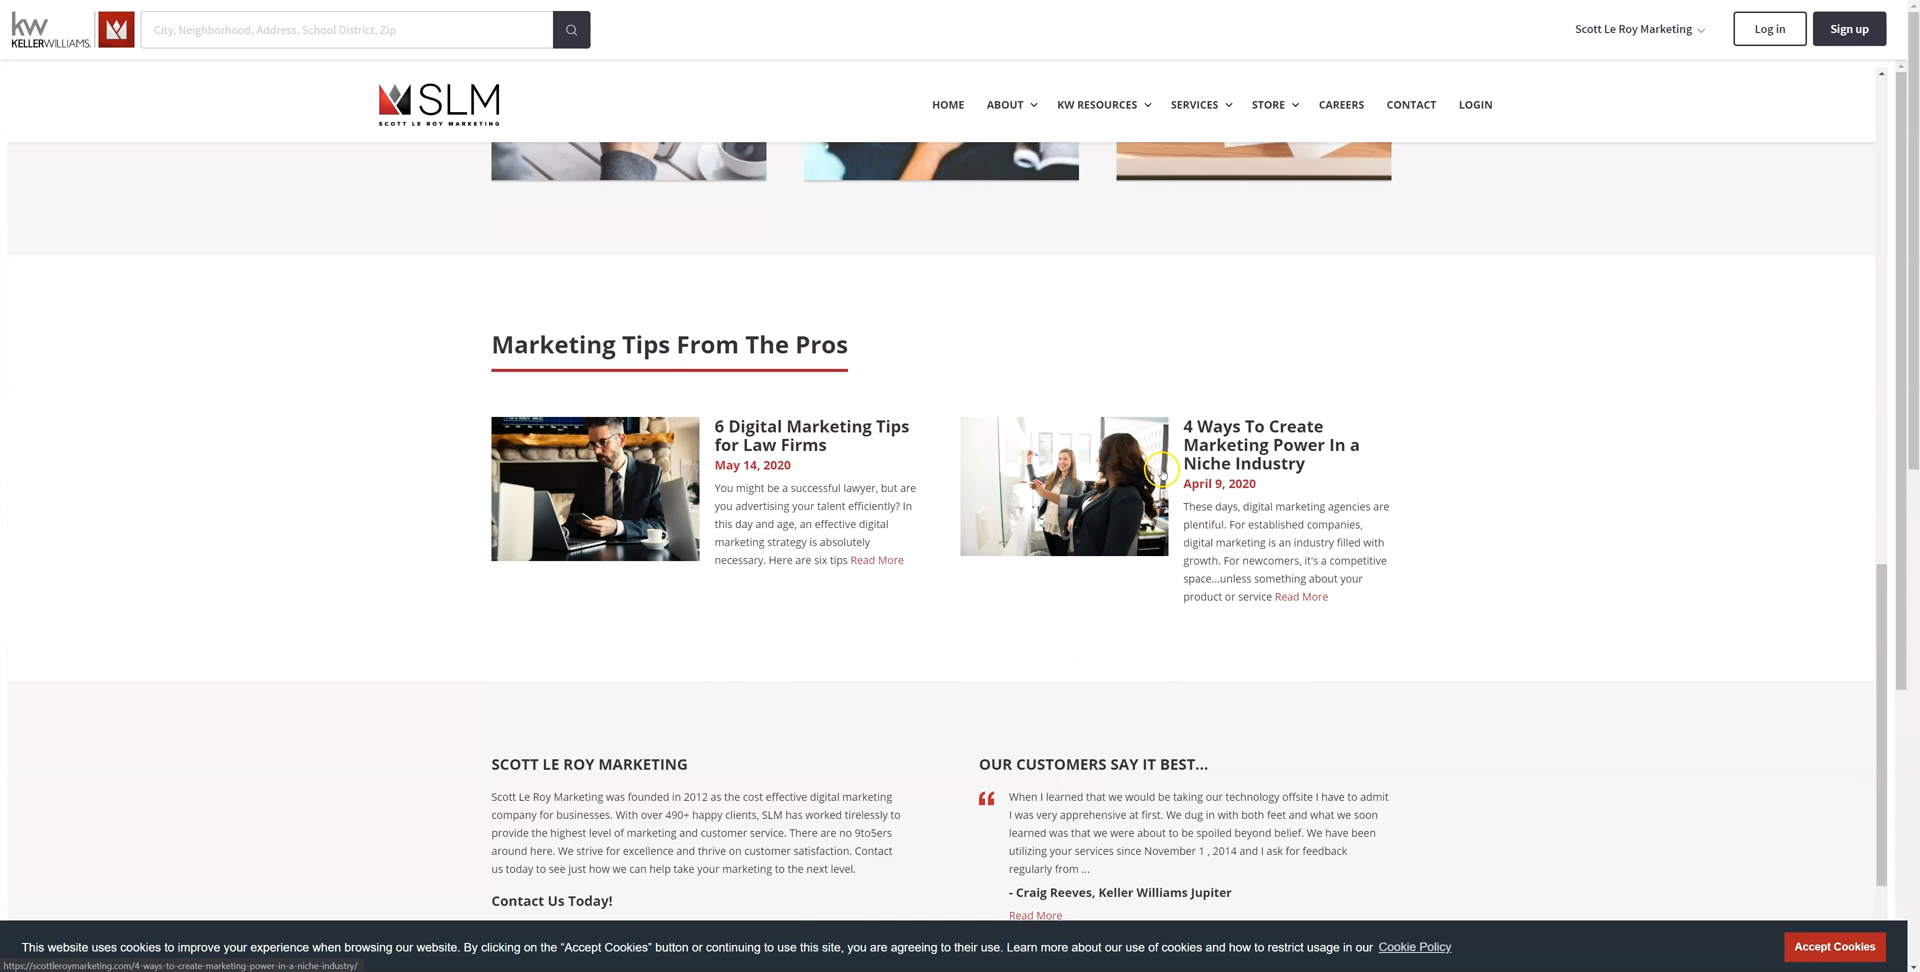 kw
KELLERWILLIAMS.
City, Neighborhood, Address, School District, Zip
Scott Le Roy Marketing
Log in
Sign up
SLM
SCOTT LE ROY MARKETING
HOME
ABOUT
KW RESOURCES
SERVICES
STORE
CAREERS
CONTACT
LOGIN
Marketing Tips From The Pros
6 Digital Marketing Tips
for Law Firms
May 14, 2020
You might be a successful lawyer, but are
you advertising your talent efficiently? In
this day and age, an effective digital
marketing strategy is absolutely
necessary. Here are six tips Read More
4 Ways To Create
Marketing Power In a
Niche Industry
April 9, 2020
These days, digital marketing agencies are
plentiful. For established companies,
digital marketing is an industry filled with
growth. For newcomers, it's a competitive
space...unless something about your
product or service Read More
SCOTT LE ROY MARKETING
Scott Le Roy Marketing was founded in 2012 as the cost effective digital marketing
company for businesses. With over 490+ happy clients, SLM has worked tirelessly to
provide the highest level of marketing and customer service. There are no 9to5ers
around here. We strive for excellence and thrive on customer satisfaction. Contact
us today to see just how we can help take your marketing to the next level.
Contact Us Today!
OUR CUSTOMERS SAY IT BEST...
“ When I learned that we would be taking our technology offsite I have to admit
I was very apprehensive at first. We dug in with both feet and what we soon
learned was that we were about to be spoiled beyond belief. We have been
utilizing your services since November 1 , 2014 and I ask for feedback
regularly from ...
- Craig Reeves, Keller Williams Jupiter
Read More
This website uses cookies to improve your experience when browsing our website. By clicking on the “Accept Cookies” button or continuing to use this site, you are agreeing to their use. Learn more about our use of cookies and how to restrict usage in our Cookie Policy
Accept Cookies
https://scottleroymarketing.com/4-ways-to-create-marketing-power-in-a-niche-industry/